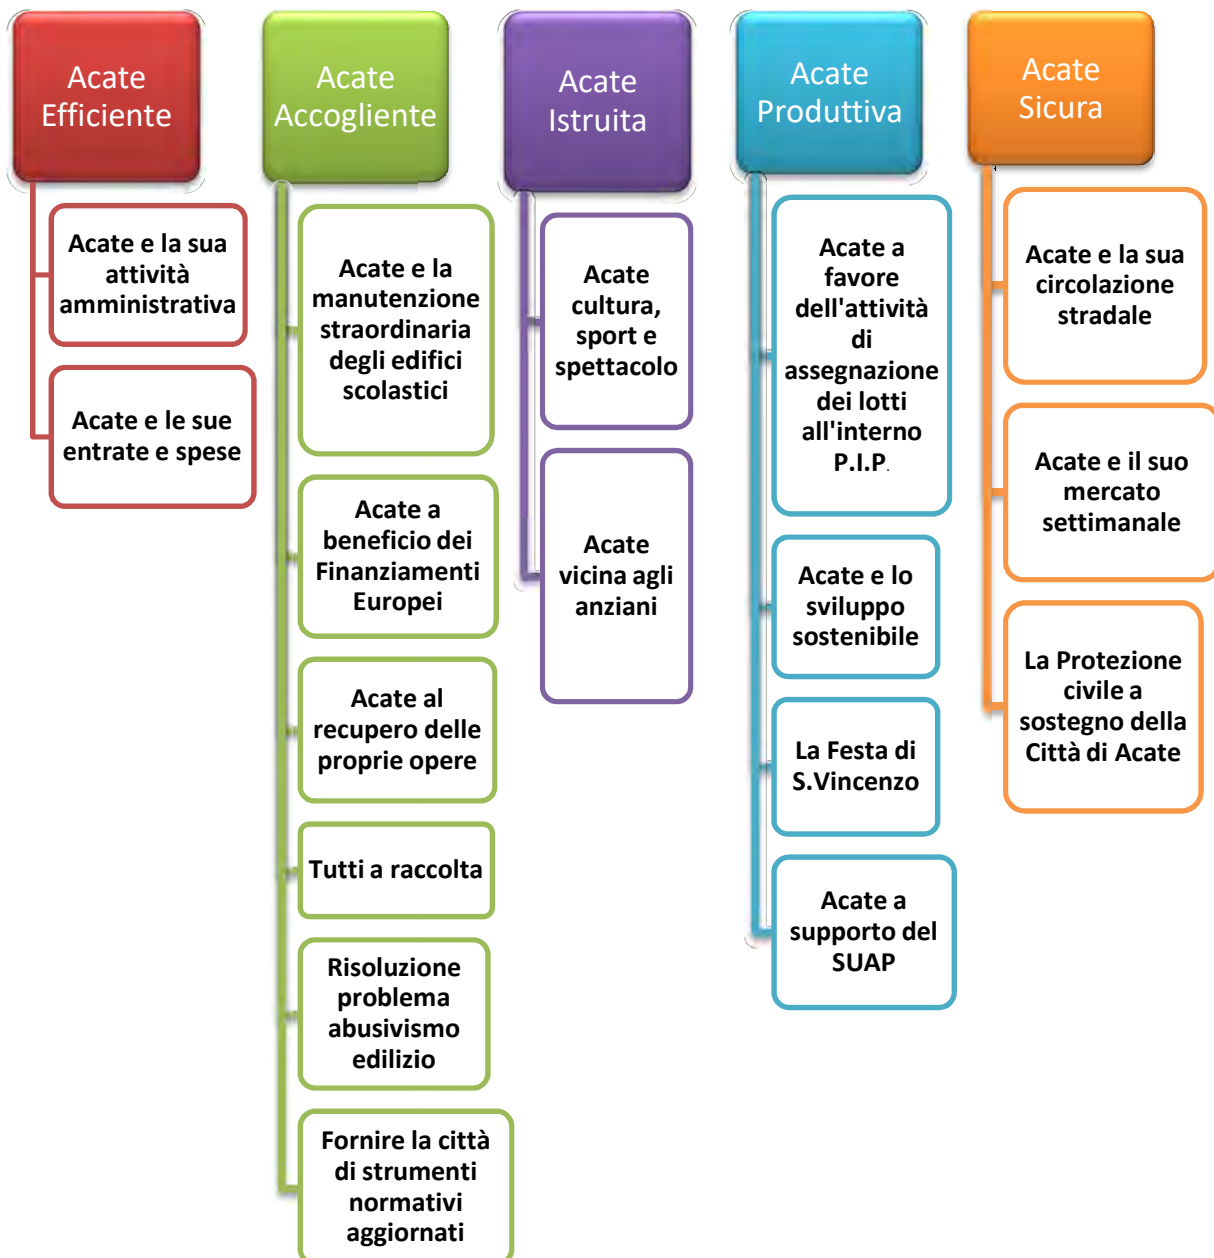 Acate
Efficiente
Acate e la sua
attività
amministrativa
Acate e le sue
entrate e spese
Acate
Accogliente
Acate e la
manutenzione
straordinaria
degli edifici
scolastici
Acate a
beneficio dei
Finanziamenti
Europei
Acate al
recupero delle
proprie opere
Tutti a raccolta
Risoluzione
problema
abusivismo
edilizio
Fornire la città
di strumenti
normativi
aggiornati
Acate
Istruita
Acate
cultura,
sport e
spettacolo
Acate
vicina agli
anziani
Acate
Produttiva
Acate a
favore
dell'attività
di
assegnazione
dei lotti
all'interno
P.I.P.
Acate e lo
sviluppo
sostenibile
La Festa di
S.Vincenzo
Acate a
supporto del
SUAP
Acate
Sicura
Acate e la sua
circolazione
stradale
Acate e il suo
mercato
settimanale
La Protezione
civile a
sostegno della
Città di Acate